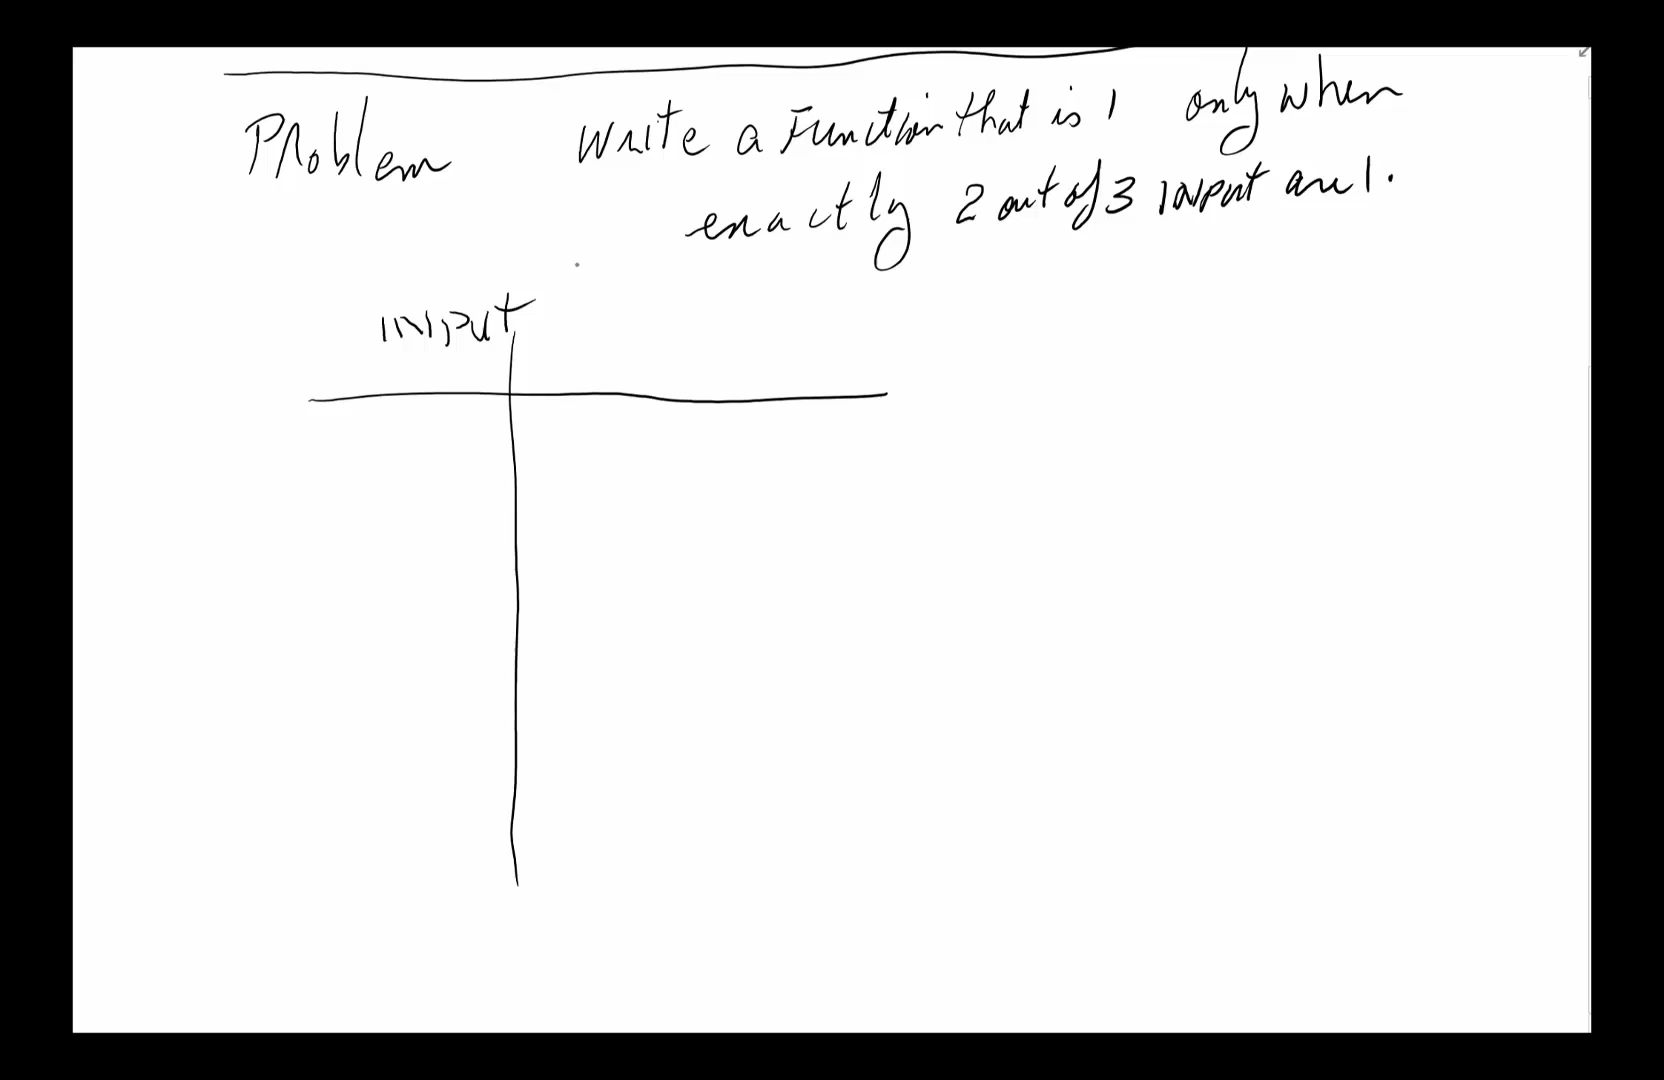 Problem Write a Function that is 1 only when
exactly 2 out of 3 input are 1.
input